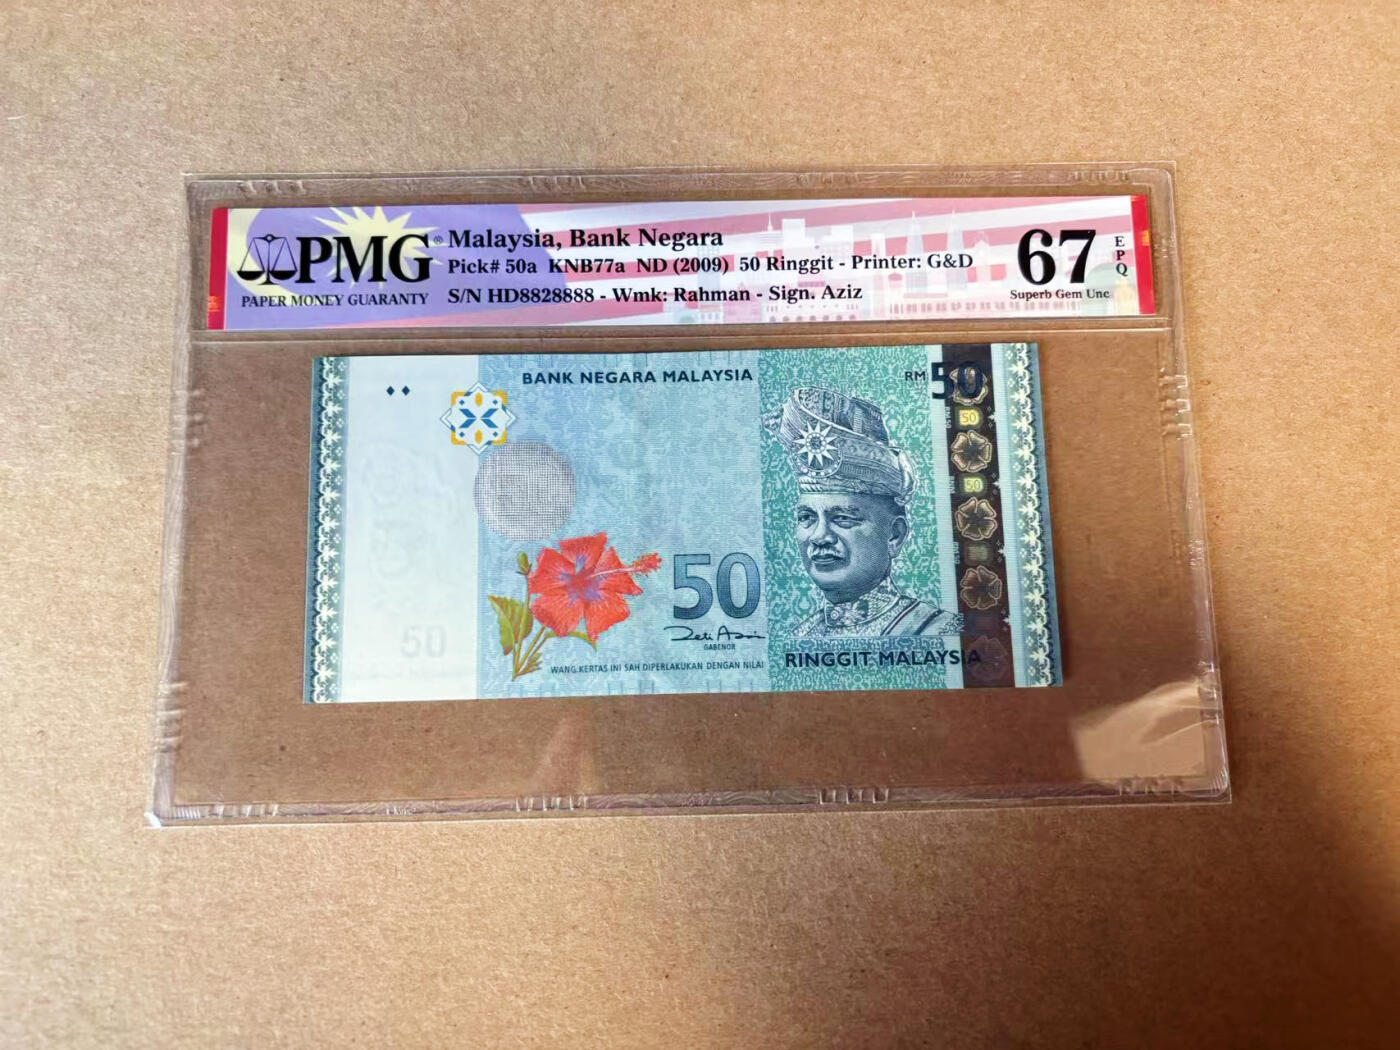 PMG®
PAPER MONEY GUARANTY
Malaysia, Bank Negara
Pick# 50a KNB77a ND (2009) 50 Ringgit - Printer: G&D
S/N HD8828888 - Wmk: Rahman - Sign. Aziz
67
EPQ
Superb Gem Unc
BANK NEGARA MALAYSIA
RM50
50
50
50
50
GABENOR
WANG KERTAS INI SAH DIPERLAKUKAN DENGAN NILAI
RINGGIT MALAYSIA